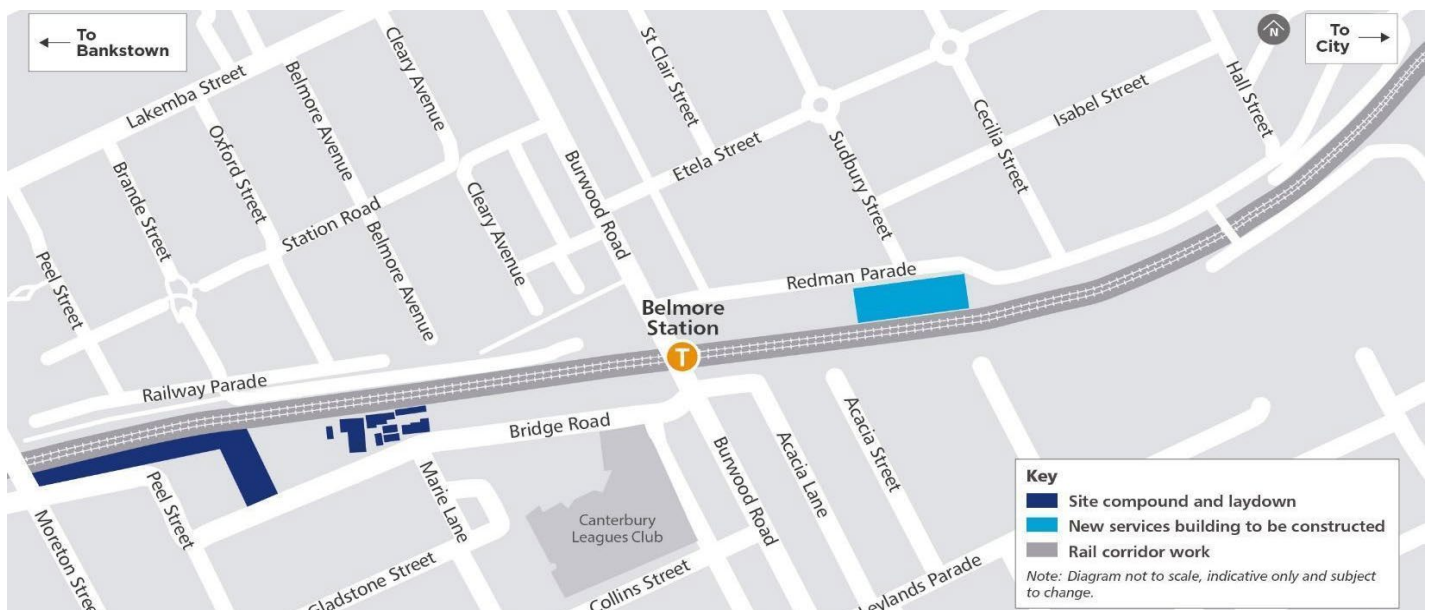 To
Bankstown
To
City
N
Lakemba Street
Cleary Avenue
St Clair Street
Hall Street
Belmore Avenue
Isabel Street
Oxford Street
Cecilia Street
Brande Street
Etela Street
Sudbury Street
Burwood Road
Station Road
Cleary Avenue
Belmore Avenue
Peel Street
Redman Parade
Belmore
Station
T
Railway Parade
Bridge Road
Acacia Street
Acacia Lane
Burwood Road
Peel Street
Marie Lane
Canterbury
Leagues Club
Moreton Stree
Gladstone Street
Collins Street
Leylands Parade
Key
Site compound and laydown
New services building to be constructed
Rail corridor work
Note: Diagram not to scale, indicative only and subject
to change.